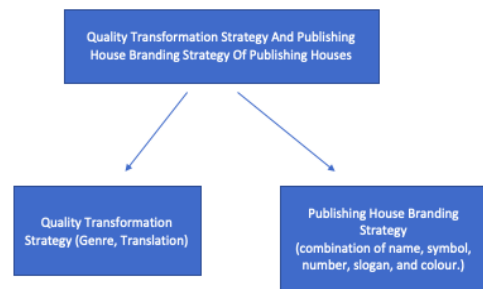 Quality Transformation Strategy And Publishing
House Branding Strategy Of Publishing Houses
Quality Transformation
Strategy (Genre, Translation)
Publishing House Branding
Strategy
(combination of name, symbol,
number, slogan, and colour.)